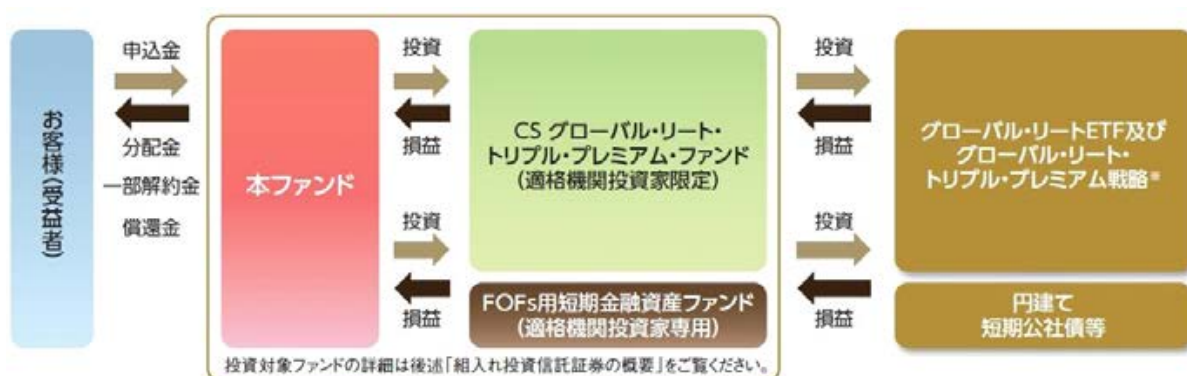 お客様（受益者）
申込金
分配金
一部解約金
償還金
本ファンド
投資
損益
投資
損益
CS グローバル・リート・
トリプル・プレミアム・ファンド
（適格機関投資家限定）
FOFs用短期金融資産ファンド
（適格機関投資家専用）
投資
損益
投資
損益
グローバル・リートETF及び
グローバル・リート・
トリプル・プレミアム戦略※
円建て
短期公社債等
投資対象ファンドの詳細は後述「組入れ投資信託証券の概要」をご覧ください。